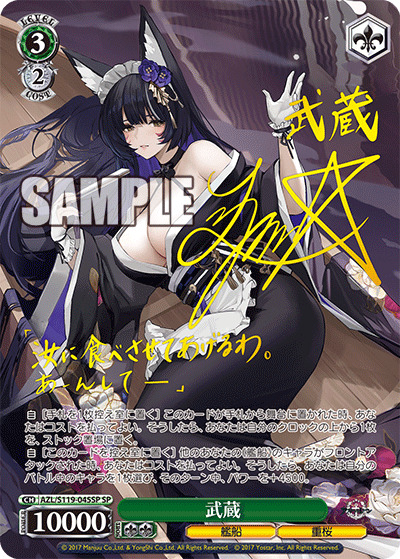 LEVEL
3
2
COST
武蔵
SAMPLE
「汝に食べさせてあげるわ。
あーんしてー」
自 【手札を1枚控え室に置く】 このカードが手札から舞台に置かれた時、あな
たはコストを払ってよい。そうしたら、あなたは自分のクロックの上から1枚
を、ストック置場に置く。
自 【このカードを控え室に置く】 他のあなたの《艦船》のキャラがフロントア
タックされた時、あなたはコストを払ってよい。そうしたら、あなたは自分の
バトル中のキャラを1枚選び、そのターン中、パワーを+4500。
CH AZL/S119-045SP SP
10000
武蔵
艦船 重桜
© 2017 Manjuu Co.,Ltd. & YongShi Co.,Ltd. All Rights Reserved. © 2017 Yostar, Inc. All Rights Reserved.